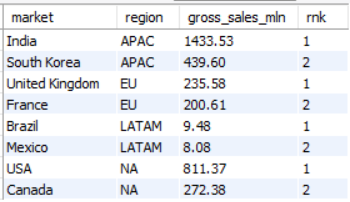 market region gross_sales_mln rnk
India APAC 1433.53 1
South Korea APAC 439.60 2
United Kingdom EU 235.58 1
France EU 200.61 2
Brazil LATAM 9.48 1
Mexico LATAM 8.08 2
USA NA 811.37 1
Canada NA 272.38 2